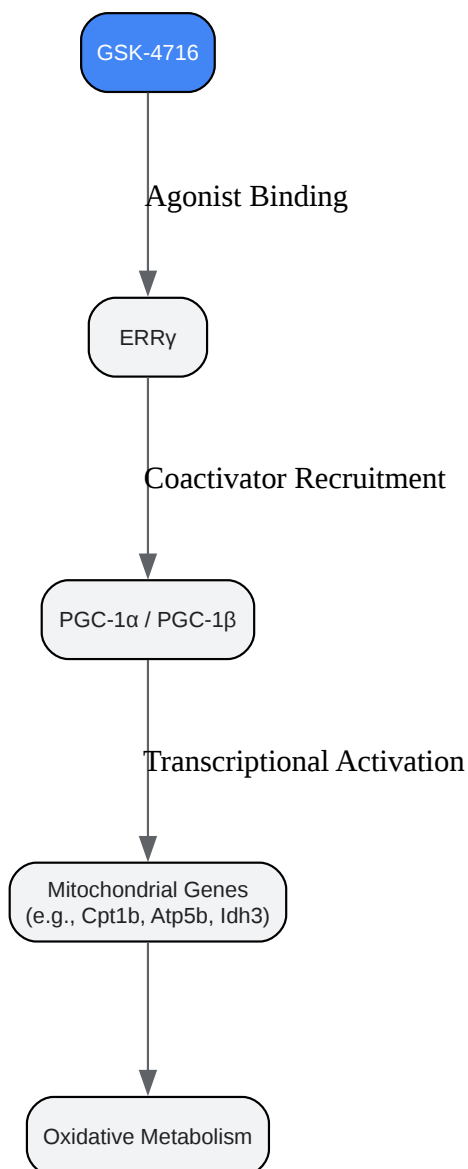 GSK-4716
Agonist Binding
ERRγ
Coactivator Recruitment
PGC-1α / PGC-1β
Transcriptional Activation
Mitochondrial Genes
(e.g., Cpt1b, Atp5b, Idh3)
Oxidative Metabolism